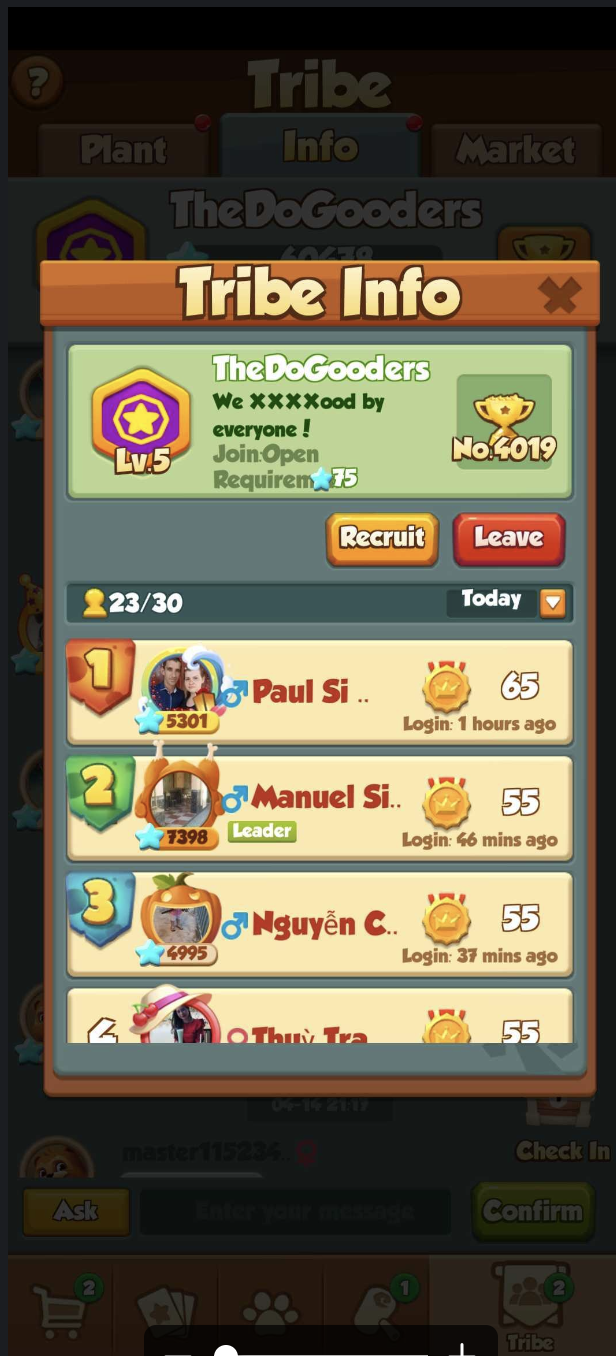 ?
Tribe
Plant
Info
Market
TheDoGooders
60638
Tribe Info
TheDoGooders
We XXXXood by
everyone!
Lv.5
No.4019
Join:Open
Requirem 75
Recruit
Leave
23/30
Today
1
Paul Si ..
65
5301
Login: 1 hours ago
2
Manuel Si..
55
7398
Leader
Login: 46 mins ago
3
Nguyễn C..
55
4995
Login: 37 mins ago
Thuỳ Tra
55
04-14 21:17
master115234..
Check In
Ask
Enter your message
Confirm
2
1
2
Tribe